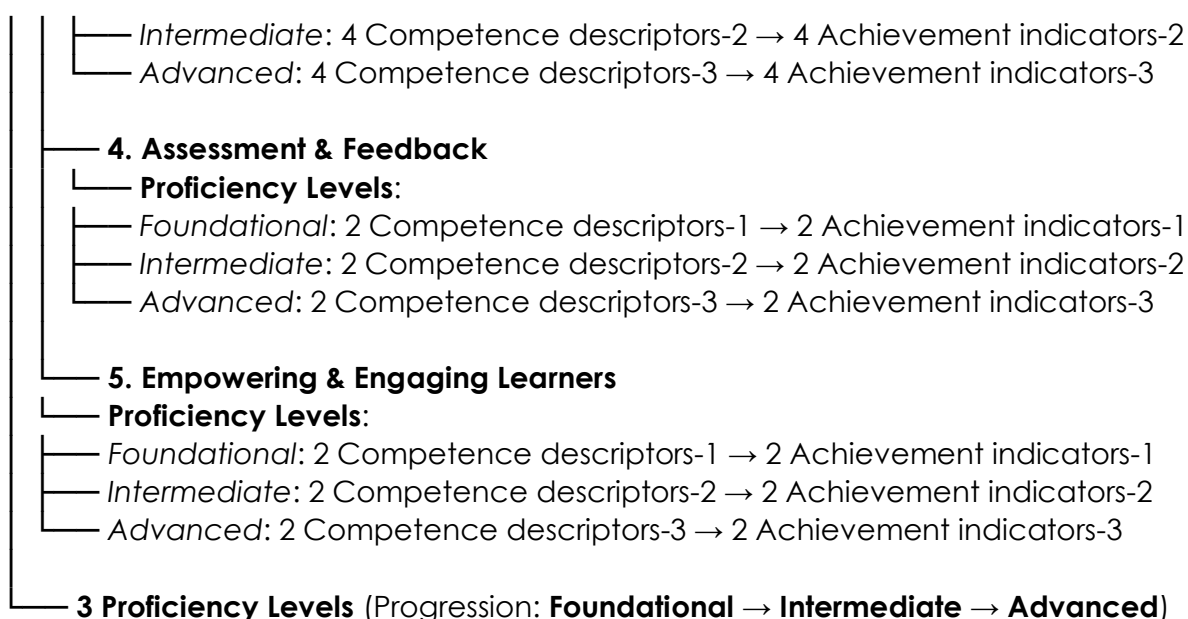 Intermediate: 4 Competence descriptors-2 → 4 Achievement indicators-2
Advanced: 4 Competence descriptors-3 → 4 Achievement indicators-3
4. Assessment & Feedback
Proficiency Levels:
Foundational: 2 Competence descriptors-1 → 2 Achievement indicators-1
Intermediate: 2 Competence descriptors-2 → 2 Achievement indicators-2
Advanced: 2 Competence descriptors-3 → 2 Achievement indicators-3
5. Empowering & Engaging Learners
Proficiency Levels:
Foundational: 2 Competence descriptors-1 → 2 Achievement indicators-1
Intermediate: 2 Competence descriptors-2 → 2 Achievement indicators-2
Advanced: 2 Competence descriptors-3 → 2 Achievement indicators-3
3 Proficiency Levels (Progression: Foundational → Intermediate → Advanced)